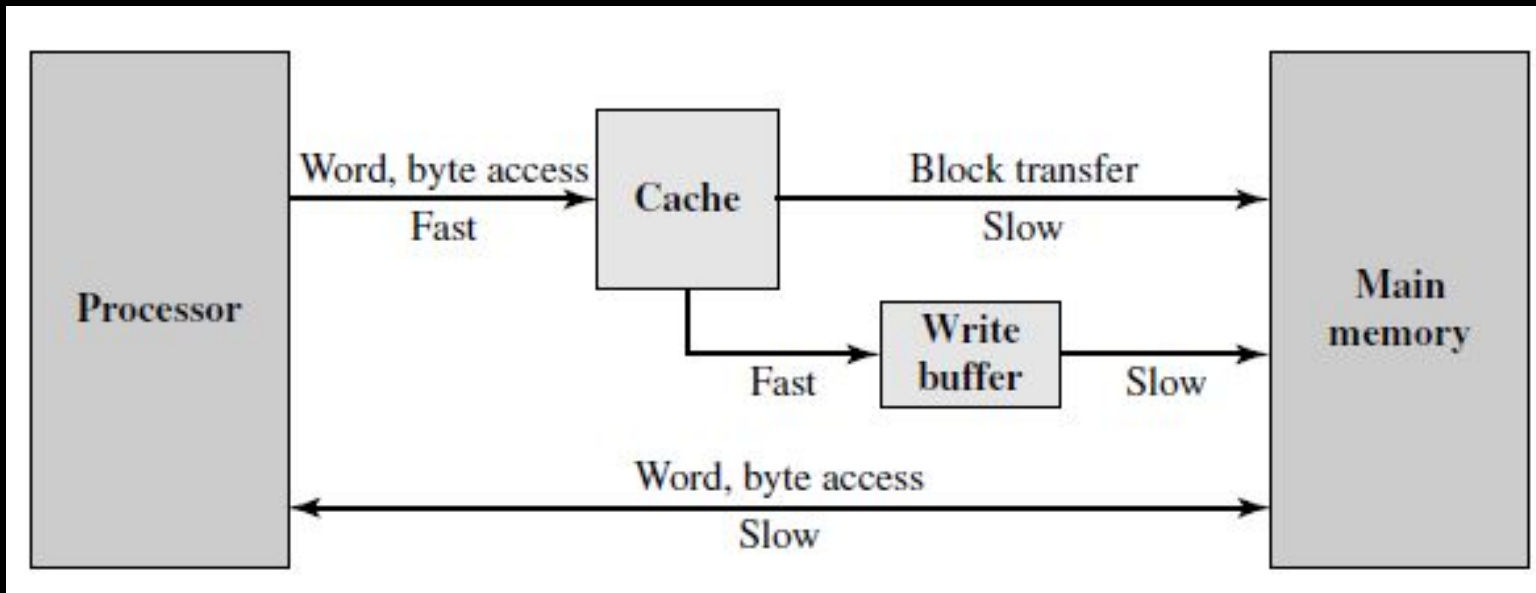 Processor
Word, byte access
Fast
Cache
Block transfer
Slow
Fast
Write
buffer
Slow
Main
memory
Word, byte access
Slow